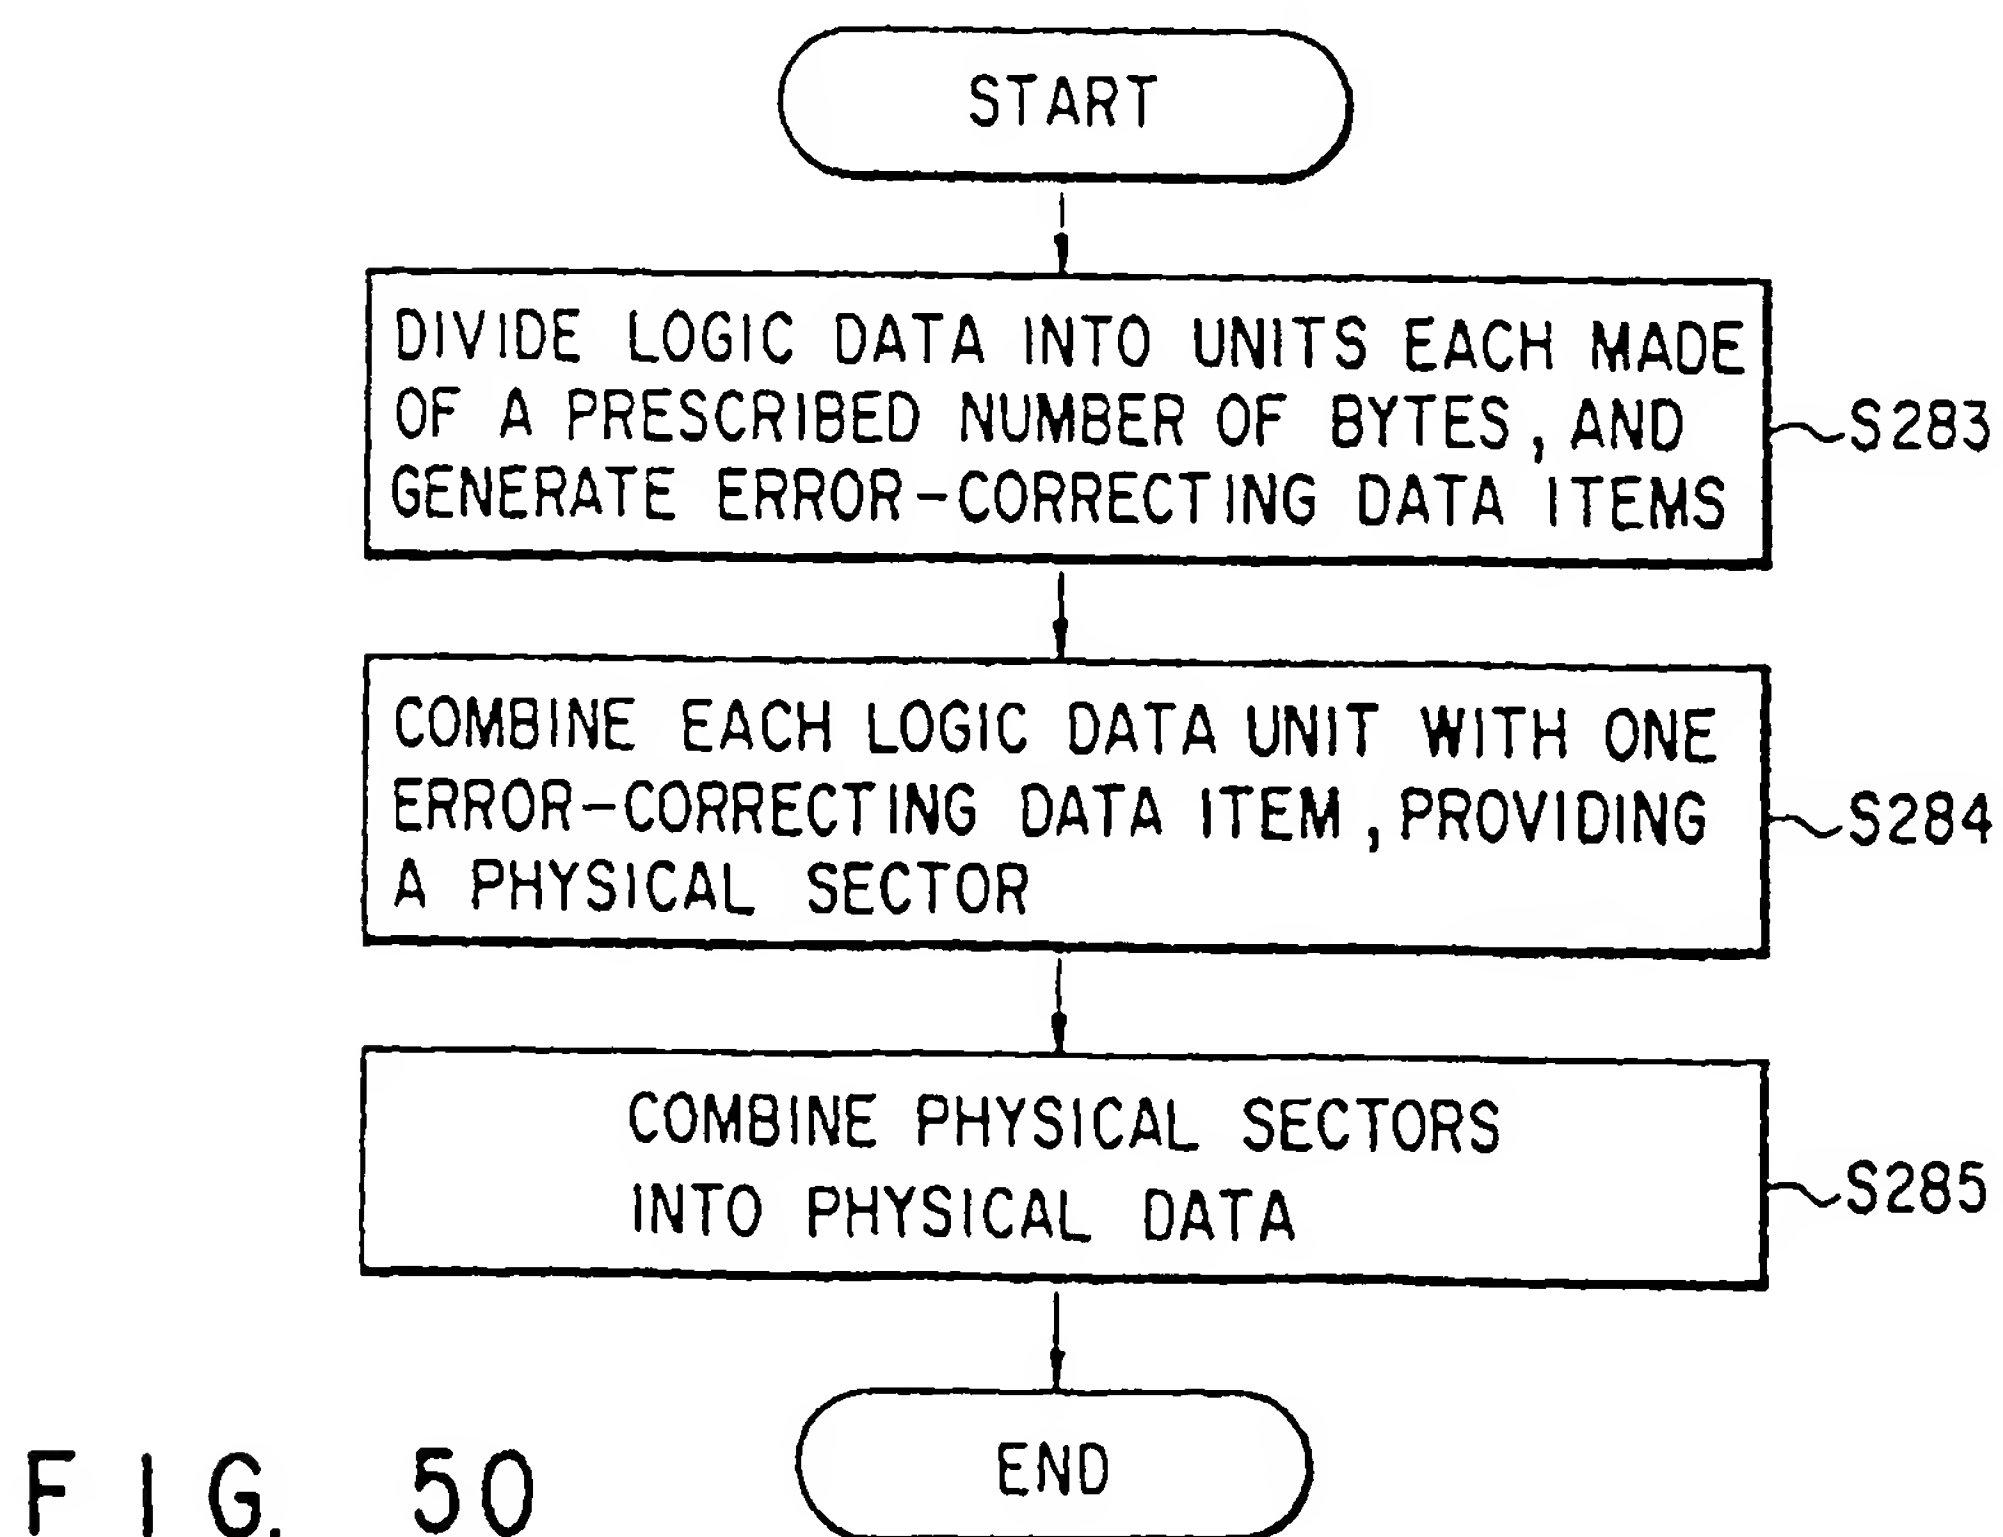 START
DIVIDE LOGIC DATA INTO UNITS EACH MADE
OF A PRESCRIBED NUMBER OF BYTES, AND
GENERATE ERROR-CORRECTING DATA ITEMS
S283
COMBINE EACH LOGIC DATA UNIT WITH ONE
ERROR-CORRECTING DATA ITEM, PROVIDING
A PHYSICAL SECTOR
S284
COMBINE PHYSICAL SECTORS
INTO PHYSICAL DATA
S285
END
FIG. 50